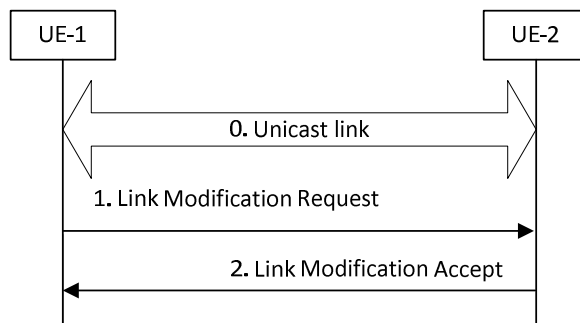 UE-1
UE-2
0. Unicast link
1. Link Modification Request
2. Link Modification Accept